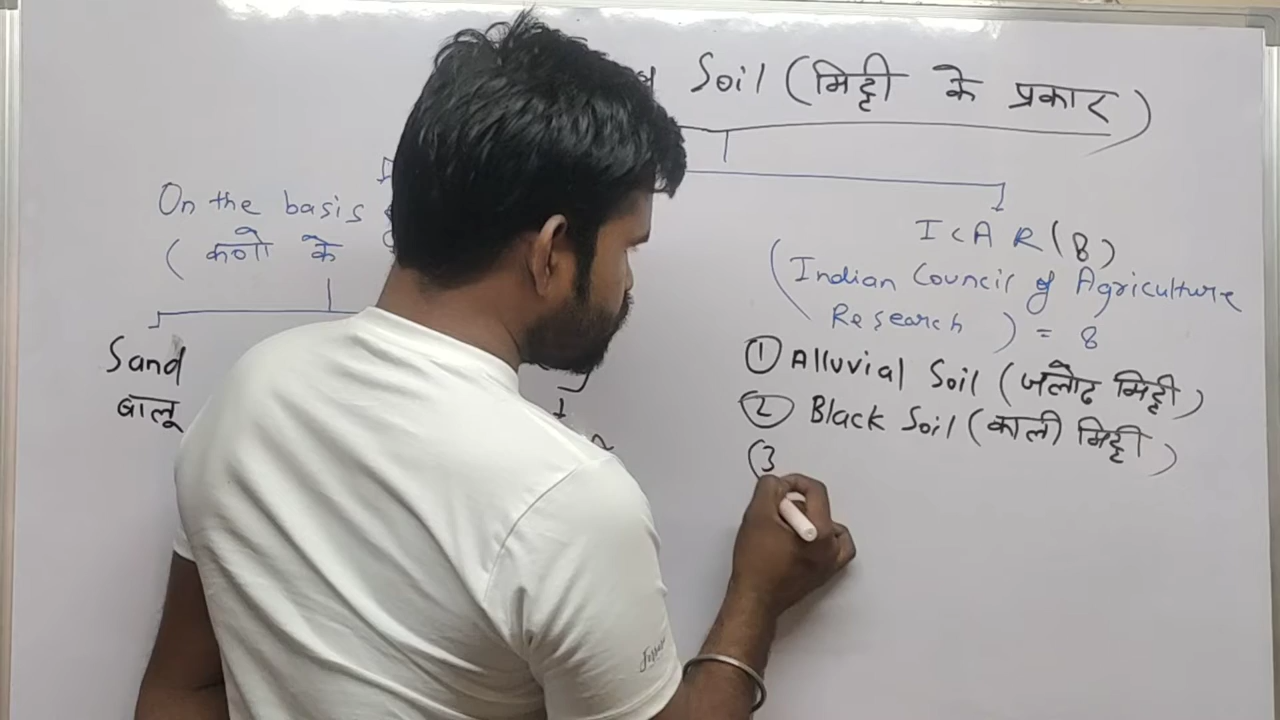 Soil (मिट्टी के प्रकार)
On the basis
(कणो के
Sand
बालू
ICAR (8)
(Indian Council of Agriculture
Research) = 8
① Alluvial Soil (जलोढ मिट्टी)
② Black Soil (काली मिट्टी)
(3